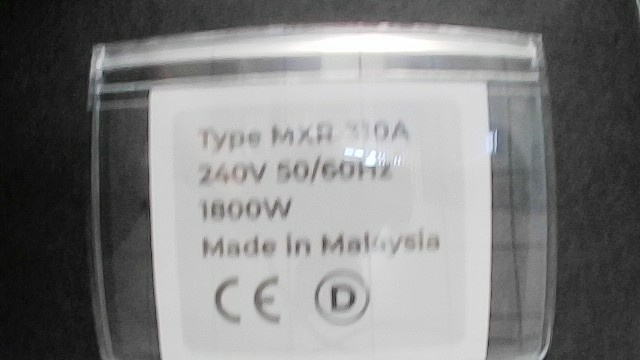 Type MXR-310A
240V 50/60Hz
1800W
Made in Malaysia
CE D